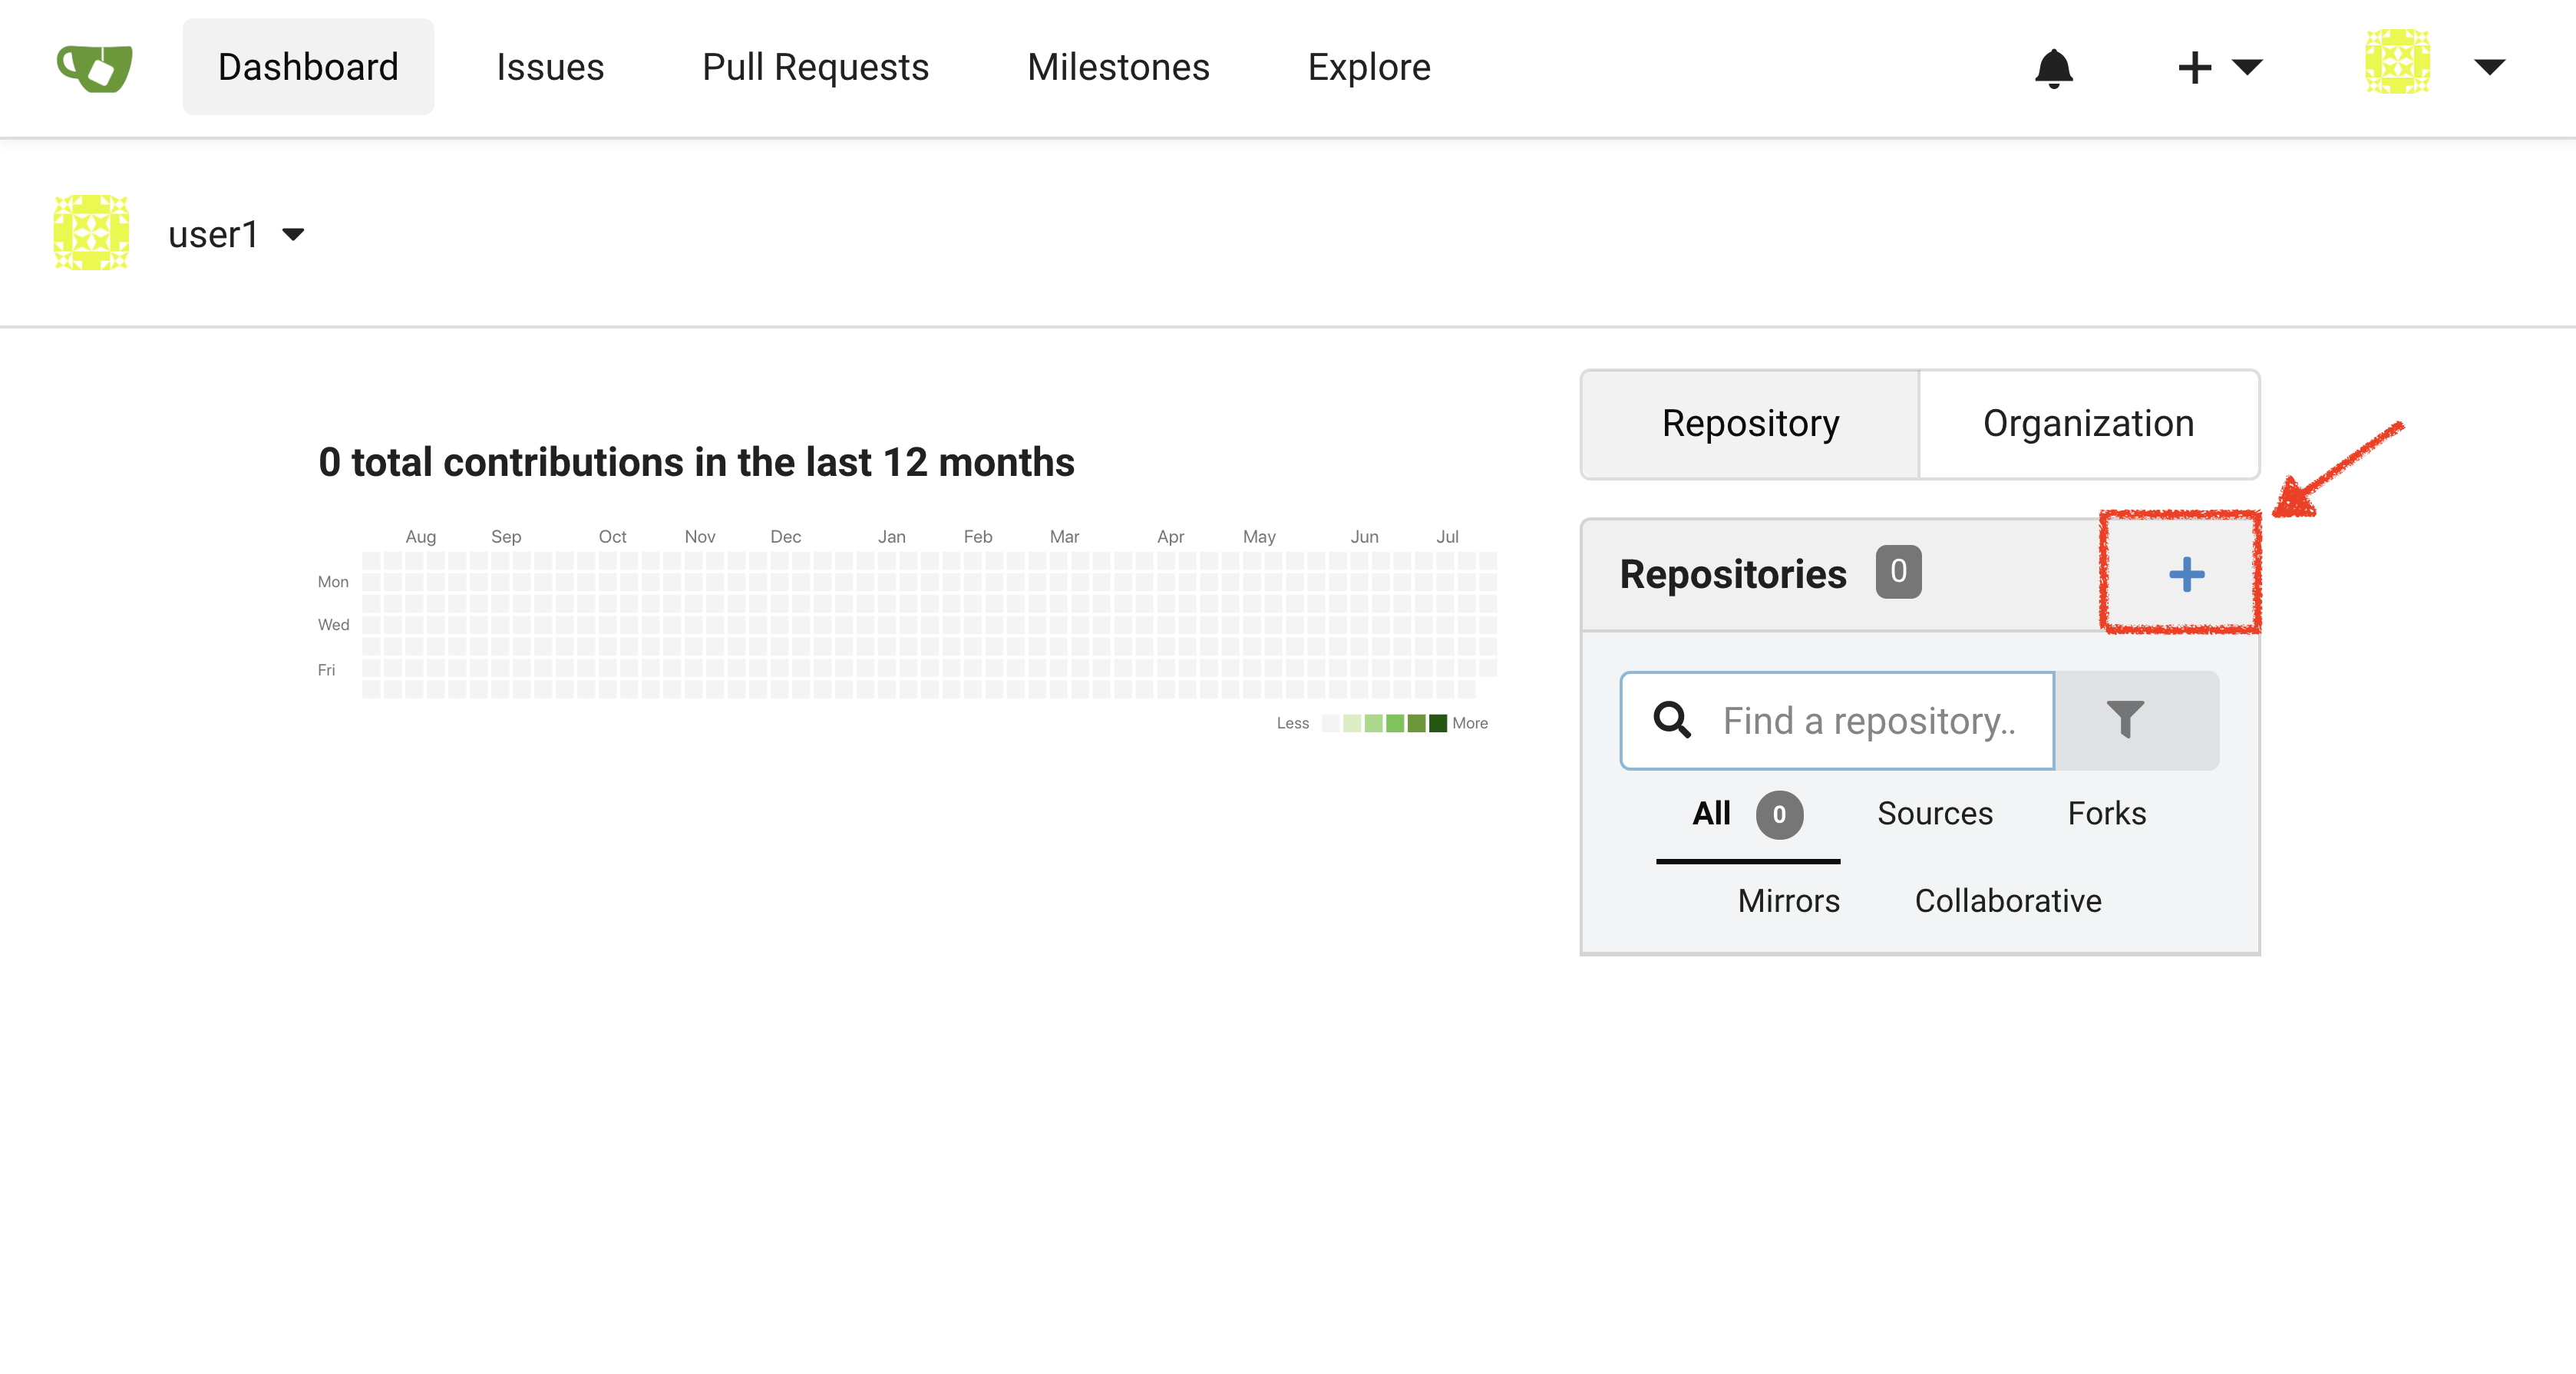 Dashboard Issues Pull Requests Milestones Explore
user1
Repository Organization
0 total contributions in the last 12 months
Aug Sep Oct Nov Dec Jan Feb Mar Apr May Jun Jul
Mon
Wed
Fri
Less More
Repositories 0
Find a repository..
All 0 Sources Forks
Mirrors Collaborative